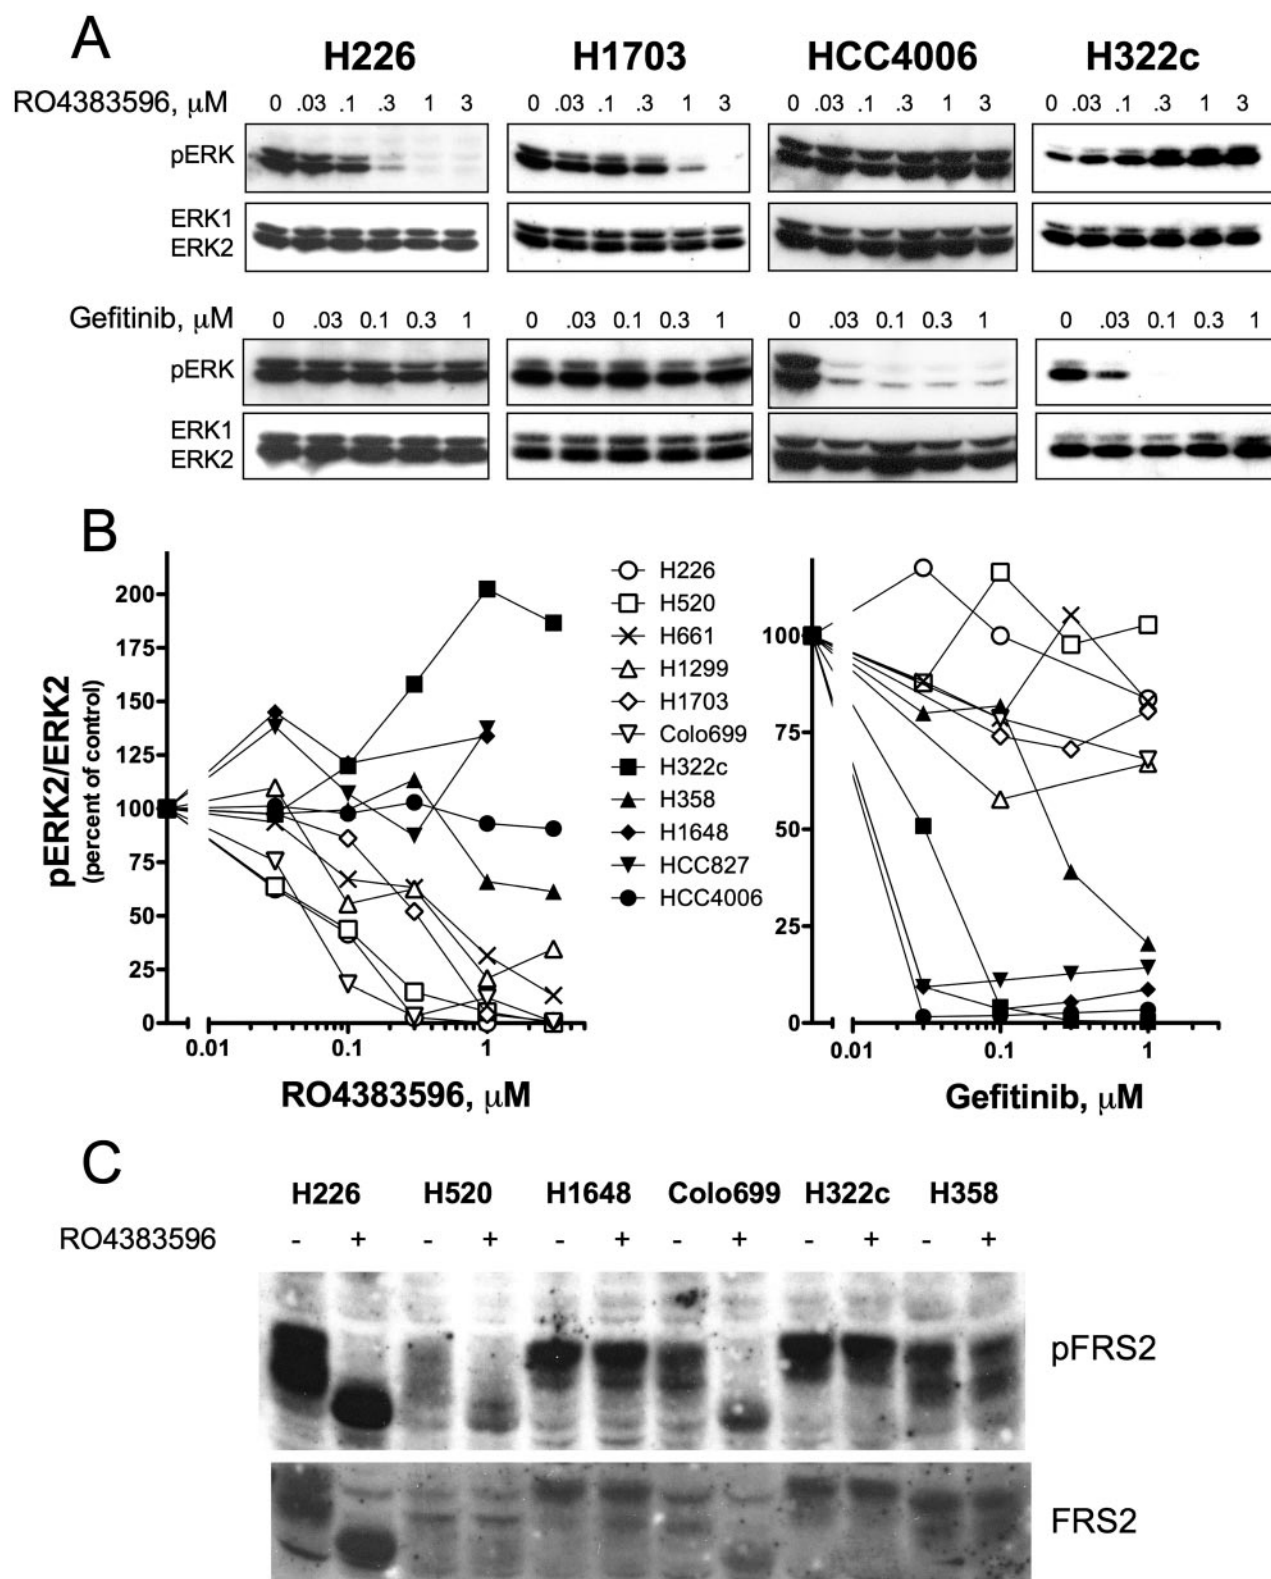 A
H226 H1703 HCC4006 H322c
RO4383596, μM 0 .03 .1 .3 1 3 0 .03 .1 .3 1 3 0 .03 .1 .3 1 3 0 .03 .1 .3 1 3
pERK
ERK1
ERK2
Gefitinib, μM 0 .03 0.1 0.3 1 0 .03 0.1 0.3 1 0 .03 0.1 0.3 1 0 .03 0.1 0.3 1
pERK
ERK1
ERK2
B
pERK2/ERK2
(percent of control)
200
175
150
125
100
75
50
25
0
0.01 0.1 1
RO4383596, μM
H226
H520
H661
H1299
H1703
Colo699
H322c
H358
H1648
HCC827
HCC4006
100
75
50
25
0
0.01 0.1 1
Gefitinib, μM
C
H226 H520 H1648 Colo699 H322c H358
RO4383596 - + - + - + - + - + - +
pFRS2
FRS2